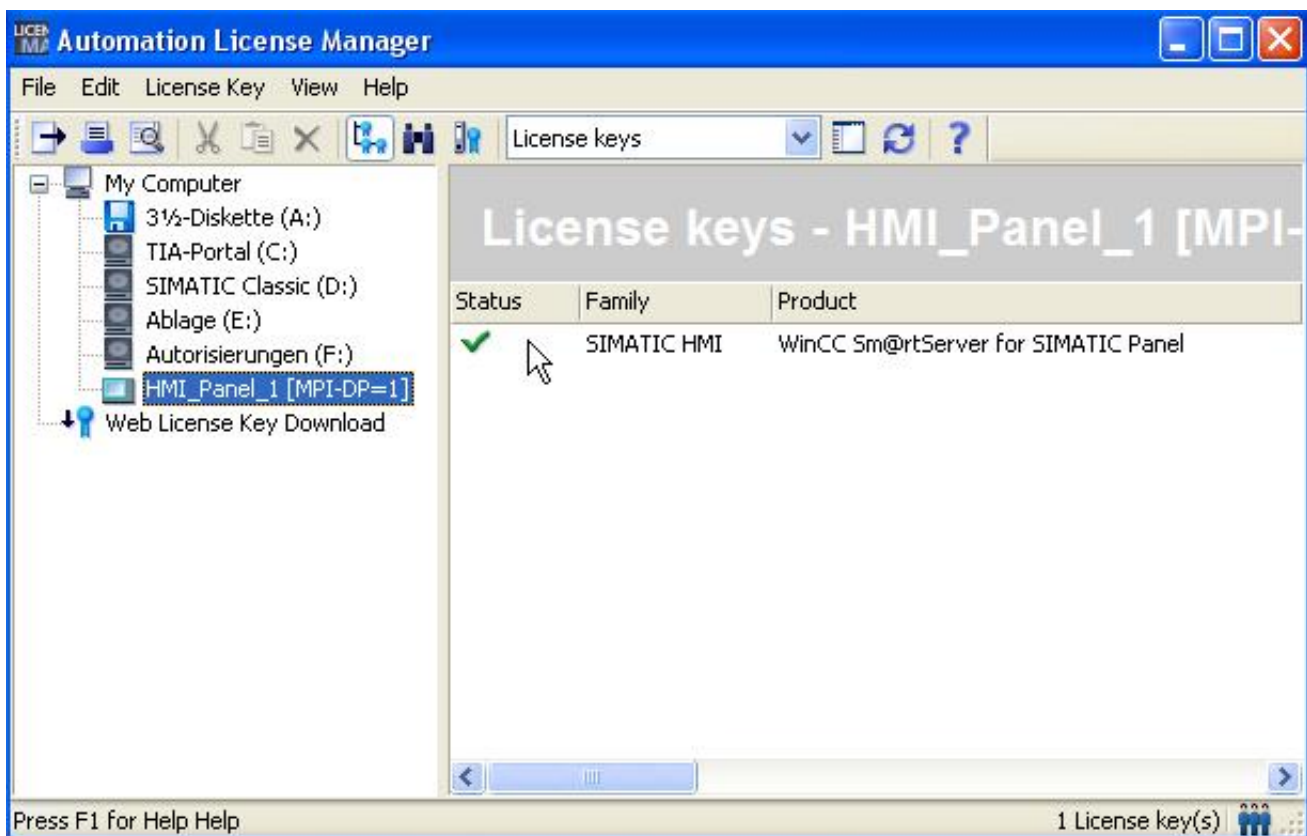 LICEN
MA
Automation License Manager
File Edit License Key View Help
License keys
?
My Computer
3½-Diskette (A:)
TIA-Portal (C:)
SIMATIC Classic (D:)
Ablage (E:)
Autorisierungen (F:)
HMI_Panel_1 [MPI-DP=1]
Web License Key Download
License keys - HMI_Panel_1 [MPI-
Status Family Product
SIMATIC HMI WinCC Sm@rtServer for SIMATIC Panel
Press F1 for Help Help 1 License key(s)